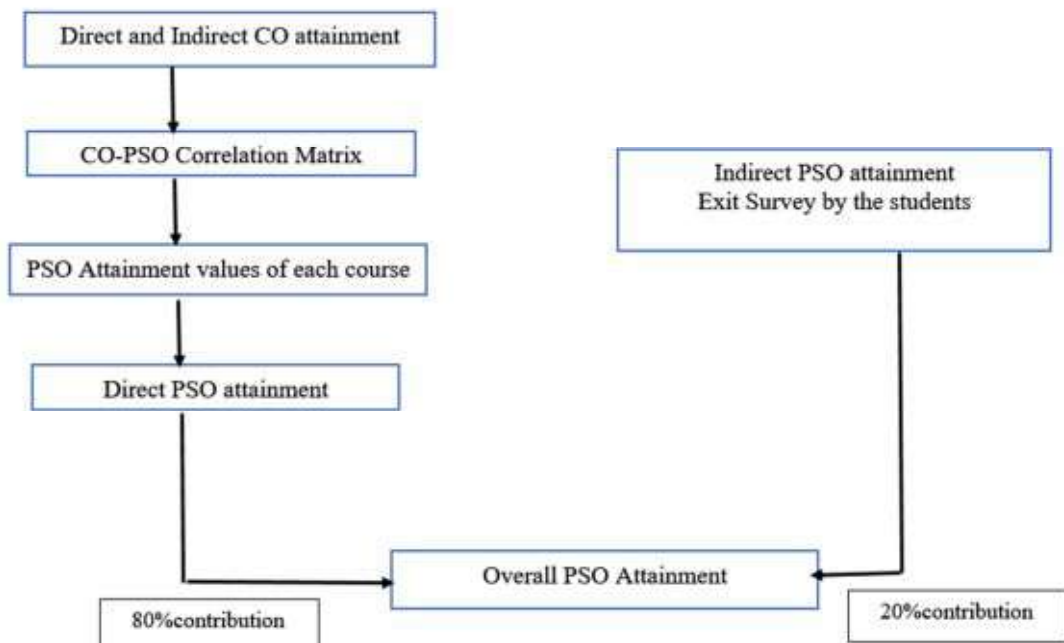 Direct and Indirect CO attainment
CO-PSO Correlation Matrix
PSO Attainment values of each course
Direct PSO attainment
Indirect PSO attainment
Exit Survey by the students
Overall PSO Attainment
80%contribution
20%contribution